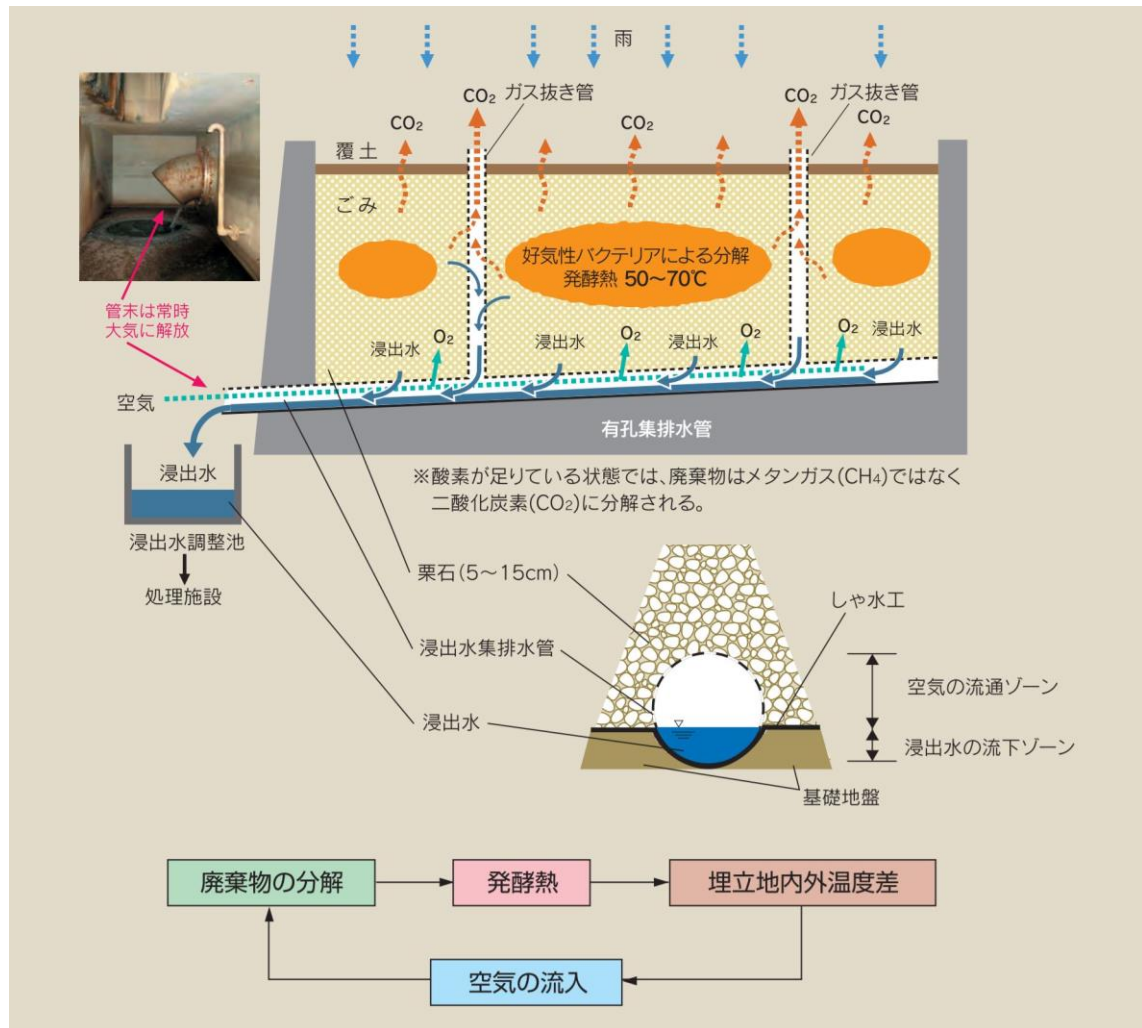 雨
CO₂
ガス抜き管
CO₂
ガス抜き管
CO₂
CO₂
CO₂
覆土
ごみ
好気性バクテリアによる分解
発酵熱 50～70℃
管末は常時
大気に解放
浸出水
O₂
浸出水
O₂
浸出水
O₂
浸出水
O₂
空気
有孔集排水管
浸出水
※酸素が足りている状態では、廃棄物はメタンガス(CH₄)ではなく
二酸化炭素(CO₂)に分解される。
浸出水調整池
処理施設
栗石(5～15cm)
しゃ水工
浸出水集排水管
空気の流通ゾーン
浸出水
浸出水の流下ゾーン
基礎地盤
廃棄物の分解
発酵熱
埋立地内外温度差
空気の流入